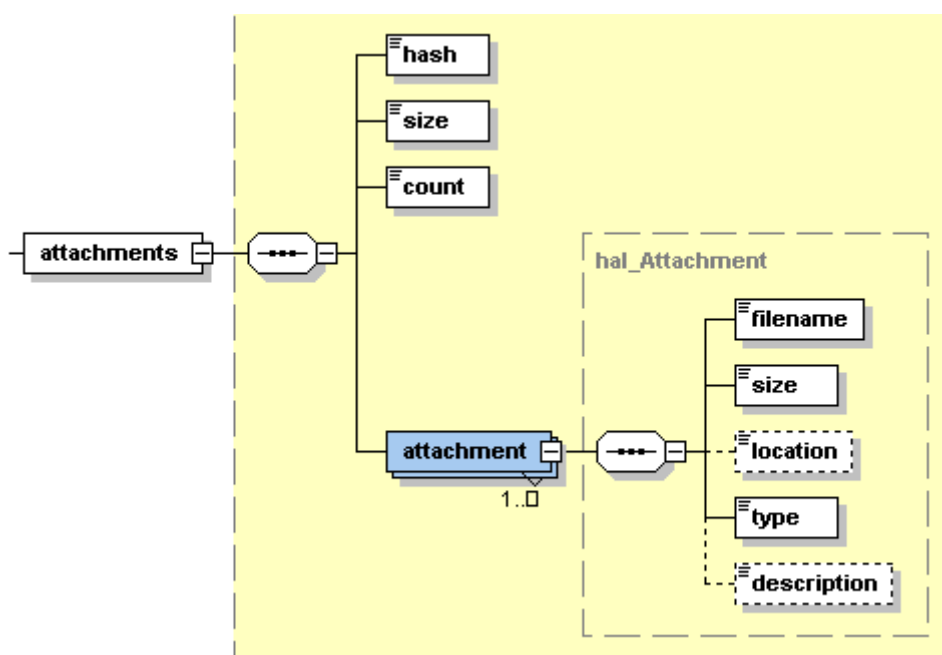 hash
size
count
attachments
hal_Attachment
filename
size
attachment
location
1..
type
description